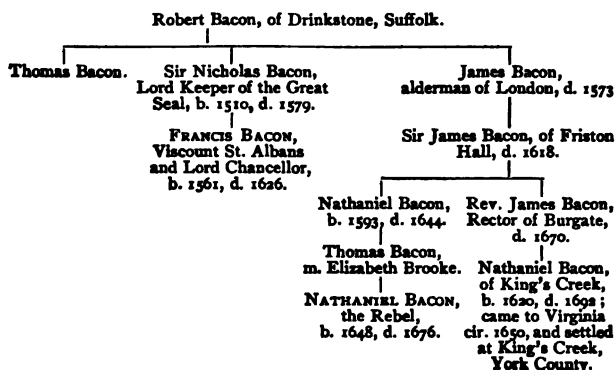 Robert Bacon, of Drinkstone, Suffolk.
Thomas Bacon.
Sir Nicholas Bacon,
Lord Keeper of the Great
Seal, b. 1510, d. 1579.
James Bacon,
alderman of London, d. 1573
FRANCIS BACON,
Viscount St. Albans
and Lord Chancellor,
b. 1561, d. 1626.
Sir James Bacon, of Friston
Hall, d. 1618.
Nathaniel Bacon,
b. 1593, d. 1644.
Rev. James Bacon,
Rector of Burgate,
d. 1670.
Thomas Bacon,
m. Elizabeth Brooke.
NATHANIEL BACON,
the Rebel,
b. 1648, d. 1676.
Nathaniel Bacon,
of King's Creek,
b. 1620, d. 1692;
came to Virginia
cir. 1650, and settled
at King's Creek,
York County.